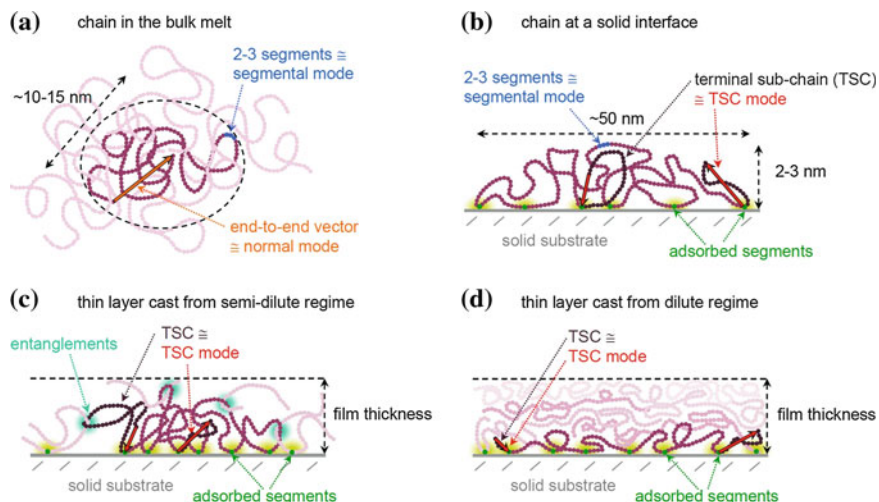 (a) chain in the bulk melt
2-3 segments ≅
segmental mode
~10-15 nm
end-to-end vector
≅ normal mode
(b) chain at a solid interface
2-3 segments ≅
segmental mode
terminal sub-chain (TSC)
≅ TSC mode
~50 nm
2-3 nm
solid substrate
adsorbed segments
(c) thin layer cast from semi-dilute regime
entanglements
TSC ≅
TSC mode
film thickness
solid substrate
adsorbed segments
(d) thin layer cast from dilute regime
TSC ≅
TSC mode
film thickness
solid substrate
adsorbed segments